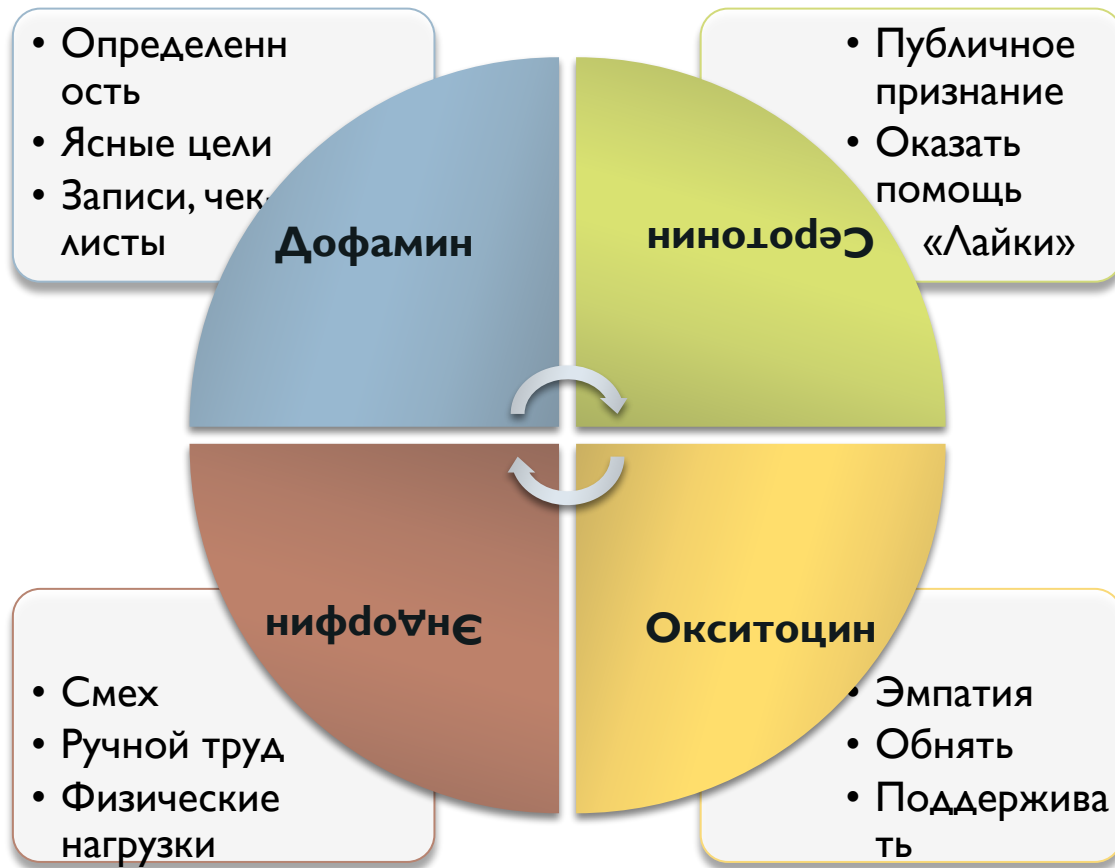 • Определенн
ость
• Ясные цели
• Записи, чек-
листы
Дофамин
• Публичное
признание
• Оказать
помощь
«Лайки»
Серотонин
Эндорфин
• Смех
• Ручной труд
• Физические
нагрузки
Окситоцин
• Эмпатия
• Обнять
• Поддержива
ть